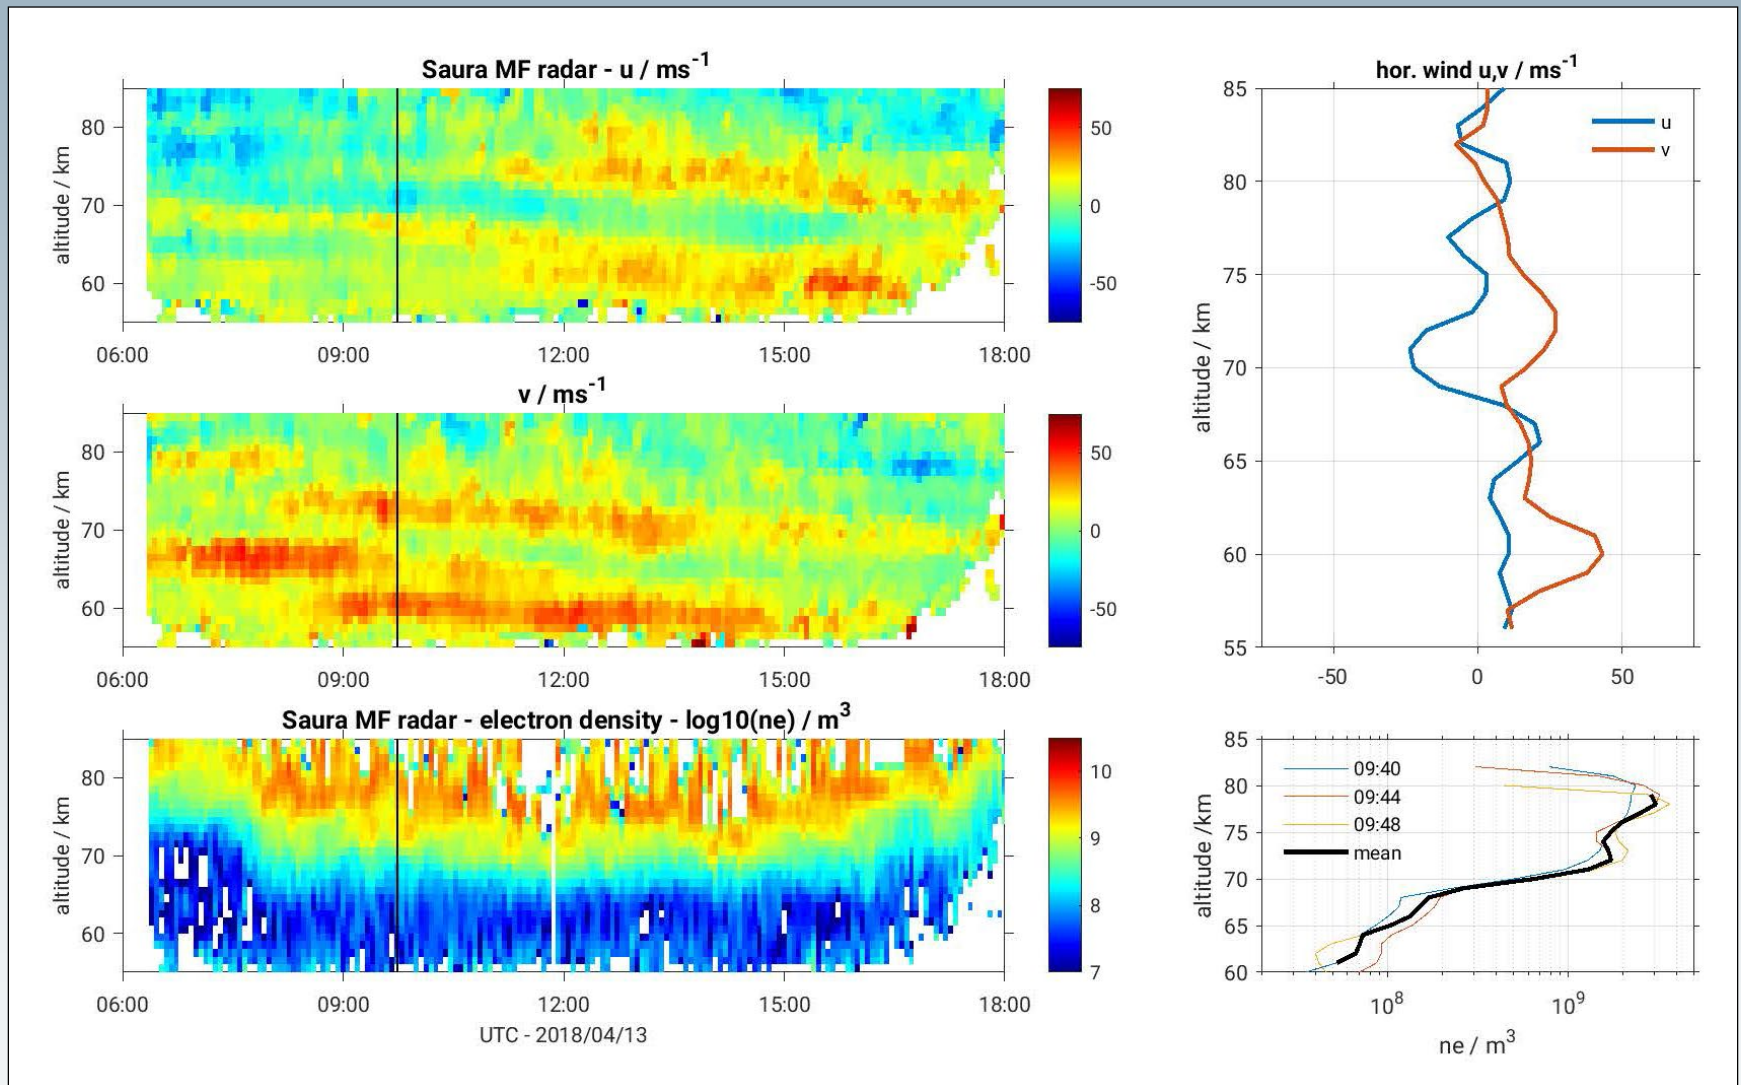 Saura MF radar - u / ms-1
altitude / km
80
70
60
06:00 09:00 12:00 15:00 18:00
50
0
-50
v / ms-1
altitude / km
80
70
60
06:00 09:00 12:00 15:00 18:00
50
0
-50
Saura MF radar - electron density - log10(ne) / m3
altitude / km
80
70
60
06:00 09:00 12:00 15:00 18:00
UTC - 2018/04/13
10
9
8
7
hor. wind u,v / ms-1
altitude / km
85
80
75
70
65
60
55
-50 0 50
u
v
altitude /km
85
80
75
70
65
60
09:40
09:44
09:48
mean
108 109
ne / m3